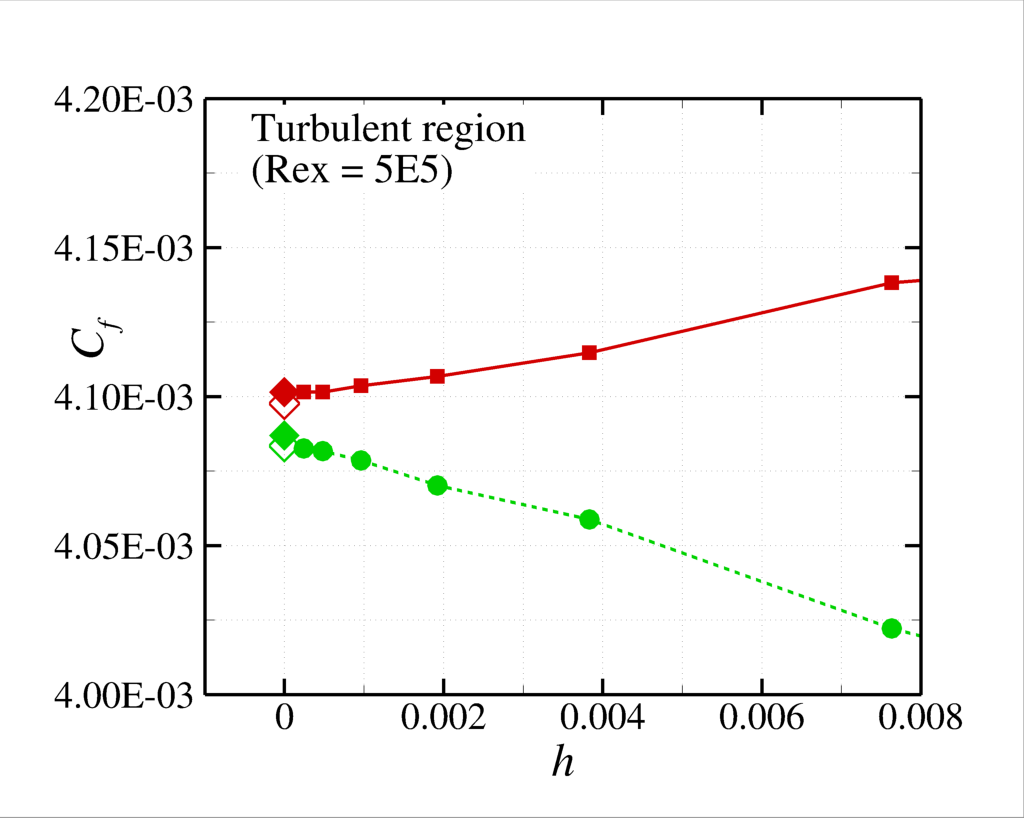 4.20E-03
Turbulent region
(Rex = 5E5)
4.15E-03
Cf
4.10E-03
4.05E-03
4.00E-03
0 0.002 0.004 0.006 0.008
h